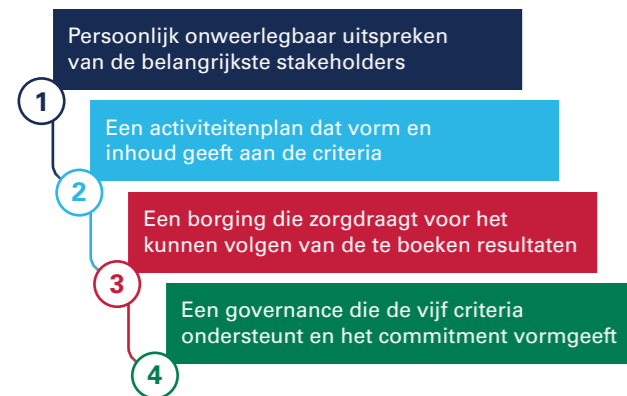 Persoonlijk onweerlegbaar uitspreken
van de belangrijkste stakeholders
1
Een activiteitenplan dat vorm en
inhoud geeft aan de criteria
2
Een borging die zorgdraagt voor het
kunnen volgen van de te boeken resultaten
3
Een governance die de vijf criteria
ondersteunt en het commitment vormgeeft
4